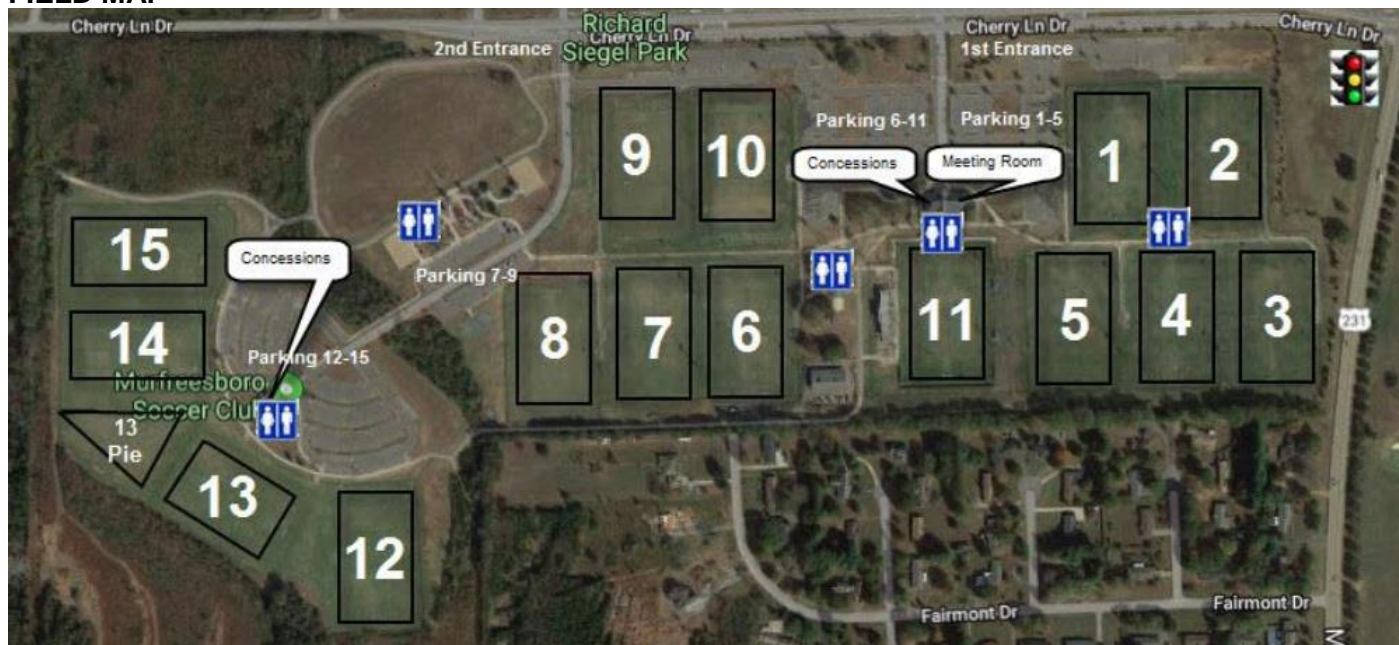 FIELD MAP
Cherry Ln Dr
Richard
Siegel Park
Cherry Ln Dr
Cherry Ln Dr
Cherry Ln Dr
2nd Entrance
1st Entrance
9
10
Parking 6-11
Parking 1-5
1
2
Concessions
Meeting Room
15
Concessions
Parking 7-9
14
Parking 12-15
8
7
6
11
5
4
3
231
Murfreesboro
Soccer Club
13
Pie
13
12
Fairmont Dr
Fairmont Dr
M